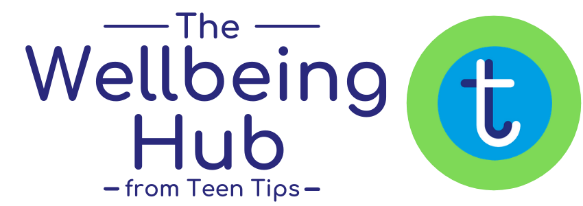 The
Wellbeing
Hub
from Teen Tips
t